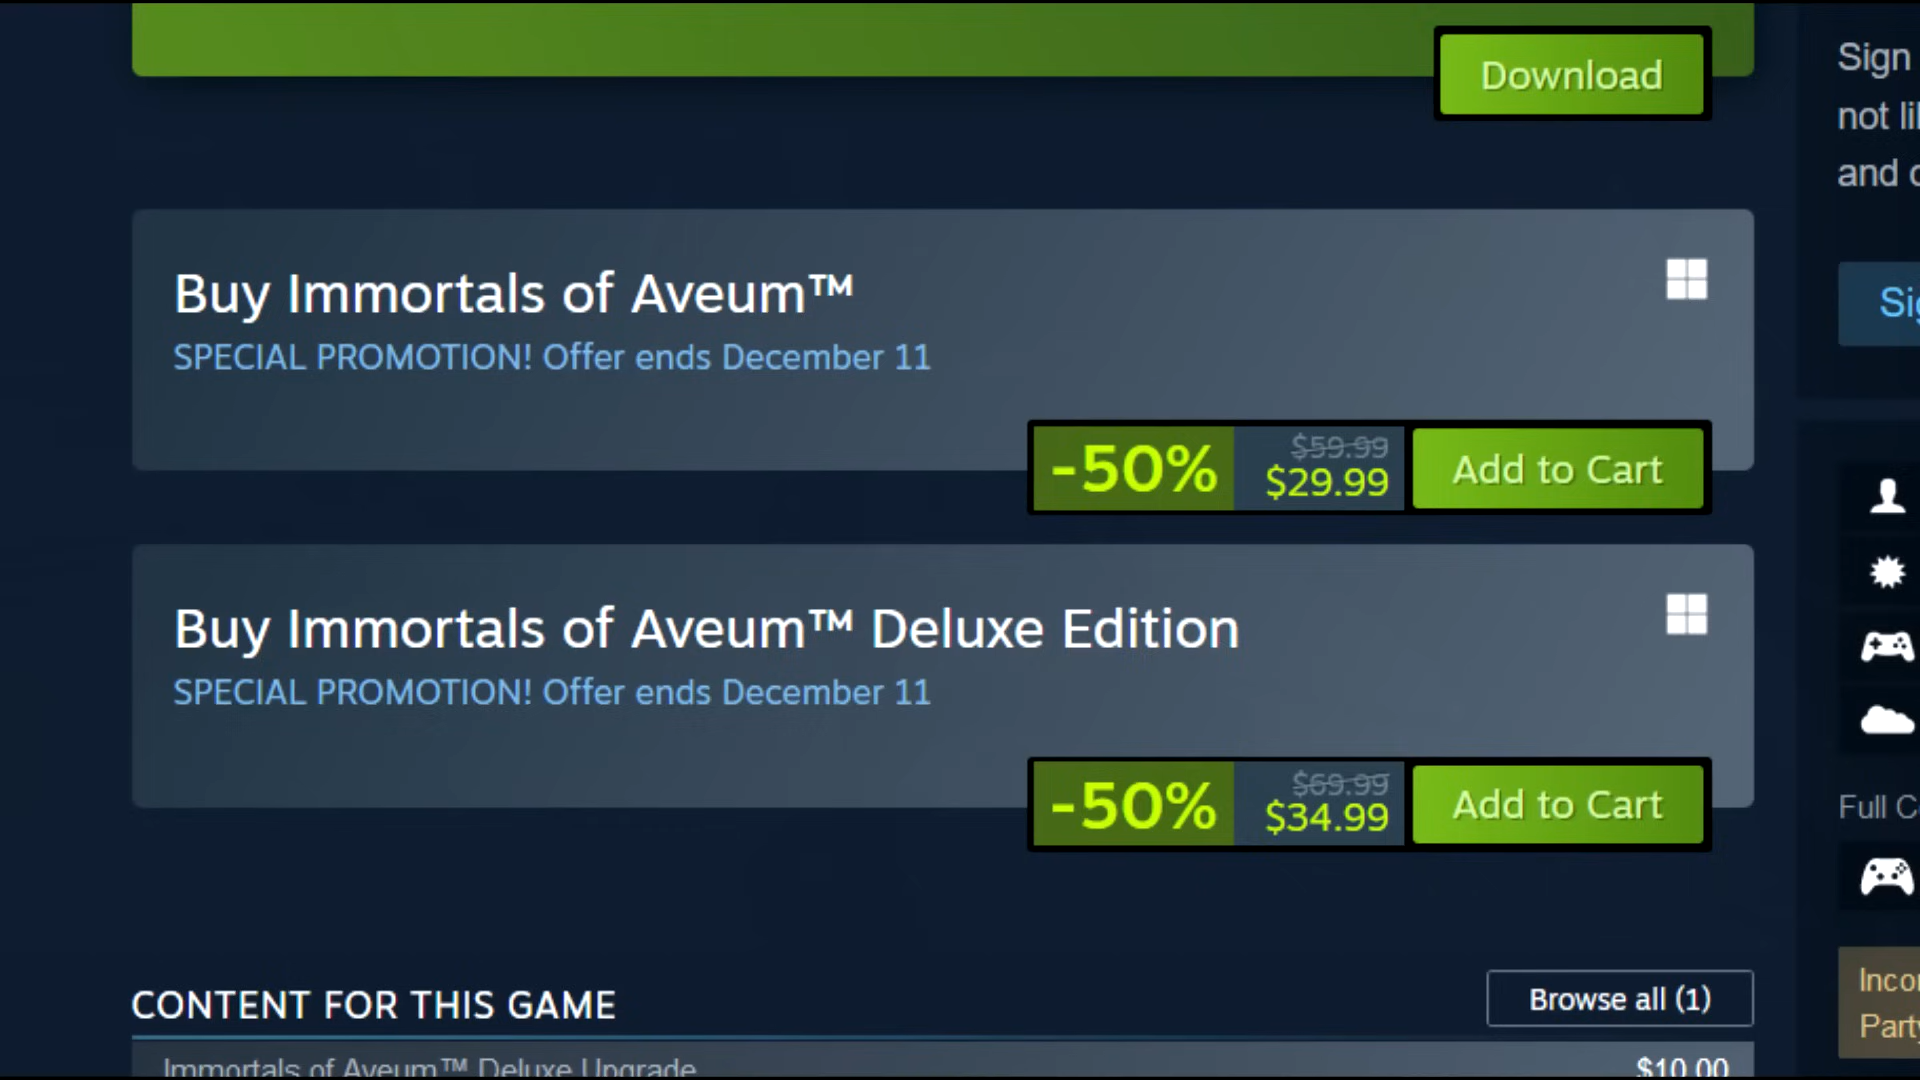 Download
Sign
not
and
Buy Immortals of Aveum™
SPECIAL PROMOTION! Offer ends December 11
-50%
$59.99
$29.99
Add to Cart
Buy Immortals of Aveum™ Deluxe Edition
SPECIAL PROMOTION! Offer ends December 11
-50%
$69.99
$34.99
Add to Cart
Full
CONTENT FOR THIS GAME
Browse all (1)
Immortals of Aveum™ Deluxe Upgrade
$10.00
Party